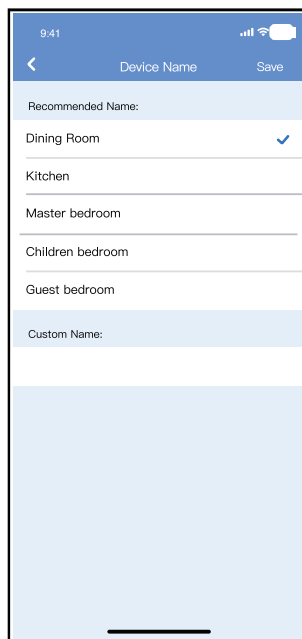 9:41
Device Name Save
Recommended Name:
Dining Room
Kitchen
Master bedroom
Children bedroom
Guest bedroom
Custom Name: